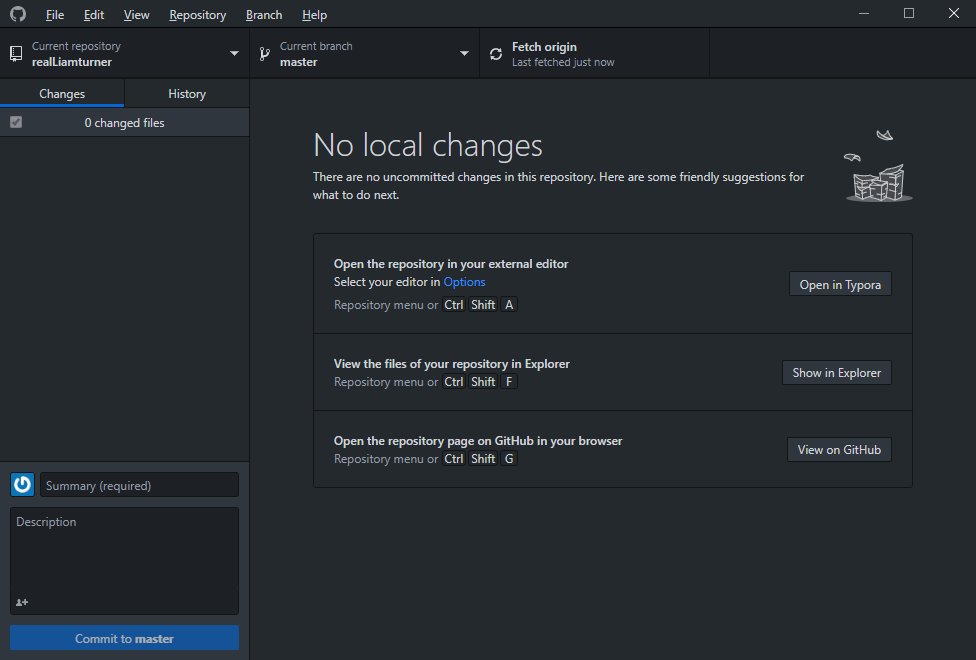 File Edit View Repository Branch Help
Current repository
realLiamturner
Current branch
master
Fetch origin
Last fetched just now
Changes
History
0 changed files
No local changes
There are no uncommitted changes in this repository. Here are some friendly suggestions for
what to do next.
Open the repository in your external editor
Select your editor in Options
Repository menu or Ctrl Shift A
Open in Typora
View the files of your repository in Explorer
Repository menu or Ctrl Shift F
Show in Explorer
Open the repository page on GitHub in your browser
Repository menu or Ctrl Shift G
View on GitHub
Summary (required)
Description
Commit to master